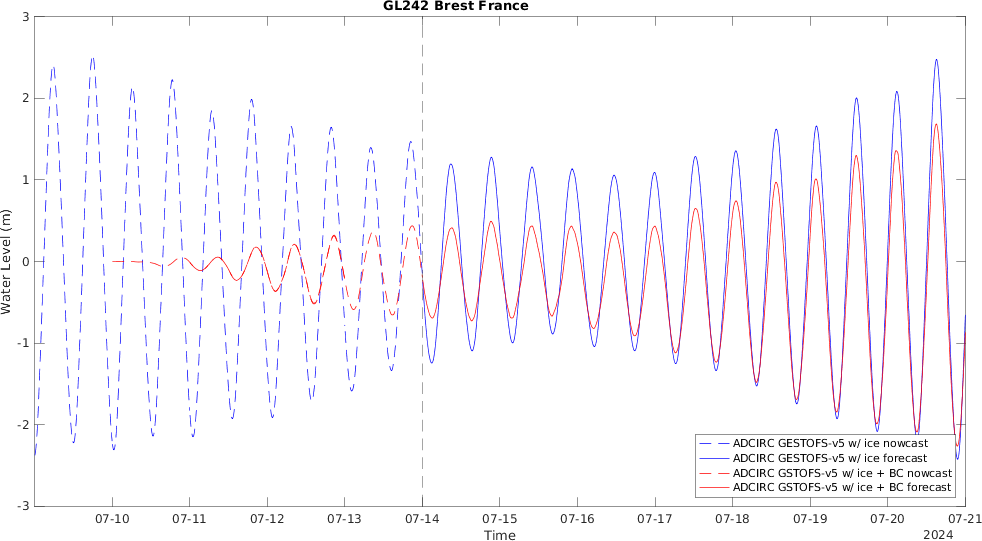 GL242 Brest France
3
2
1
0
-1
-2
-3
Water Level (m)
ADCIRC GESTOFS-v5 w/ ice nowcast
ADCIRC GESTOFS-v5 w/ ice forecast
ADCIRC GSTOFS-v5 w/ ice + BC nowcast
ADCIRC GSTOFS-v5 w/ ice + BC forecast
07-10 07-11 07-12 07-13 07-14 07-15 07-16 07-17 07-18 07-19 07-20 07-21
Time
2024